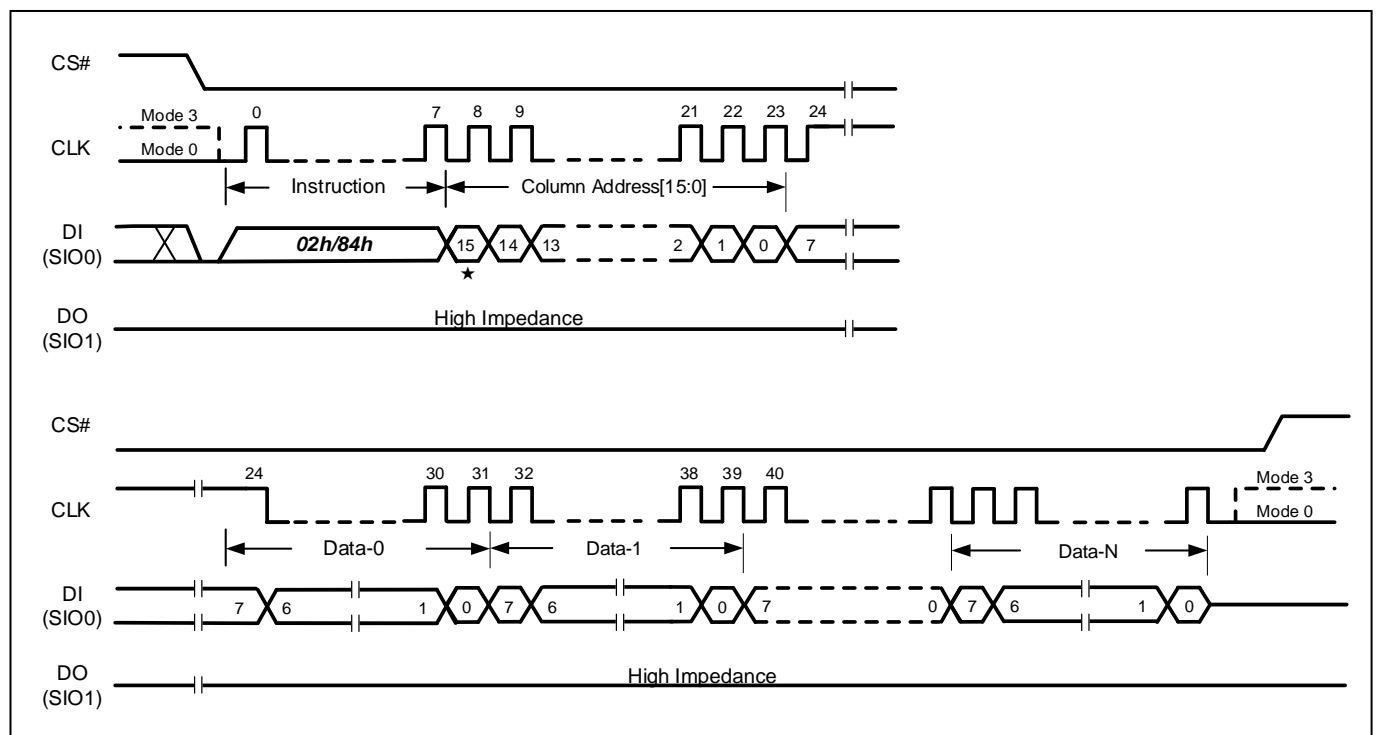 CS#
Mode 3 0 7 8 9 21 22 23 24
CLK
Mode 0
Instruction Column Address[15:0]
DI
(SIO0)
02h/84h 15 14 13 2 1 0 7
★
DO
(SIO1)
High Impedance
CS#
24 30 31 32 38 39 40 Mode 3
CLK
Mode 0
Data-0 Data-1 Data-N
DI
(SIO0)
7 6 1 0 7 6 1 0 7 0 7 6 1 0
DO
(SIO1)
High Impedance